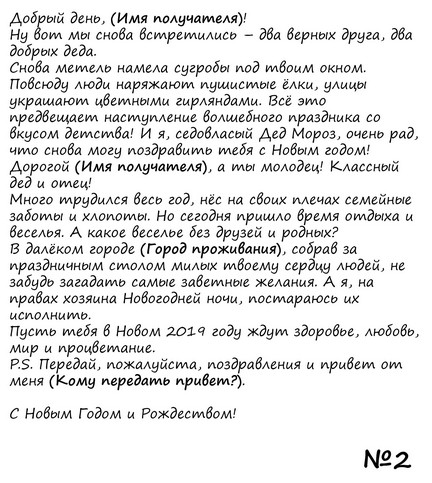 Добрый день, (Имя получателя)!
Ну вот мы снова встретились – два верных друга, два
добрых деда.
Снова метель намела сугробы под твоим окном.
Повсюду люди наряжают пушистые ёлки, улицы
украшают цветными гирляндами. Всё это
предвещает наступление волшебного праздника со
вкусом детства! И я, седовласый Дед Мороз, очень рад,
что снова могу поздравить тебя с Новым годом!
Дорогой (Имя получателя), а ты молодец! Классный
дед и отец!
Много трудился весь год, нёс на своих плечах семейные
заботы и хлопоты. Но сегодня пришло время отдыха и
веселья. А какое веселье без друзей и родных?
В далёком городе (Город проживания), собрав за
праздничным столом милых твоему сердцу людей, не
забудь загадать самые заветные желания. А я, на
правах хозяина Новогодней ночи, постараюсь их
исполнить.
Пусть тебя в Новом 2019 году ждут здоровье, любовь,
мир и процветание.
P.S. Передай, пожалуйста, поздравления и привет от
меня (Кому передать привет?).
С Новым Годом и Рождеством!
№2